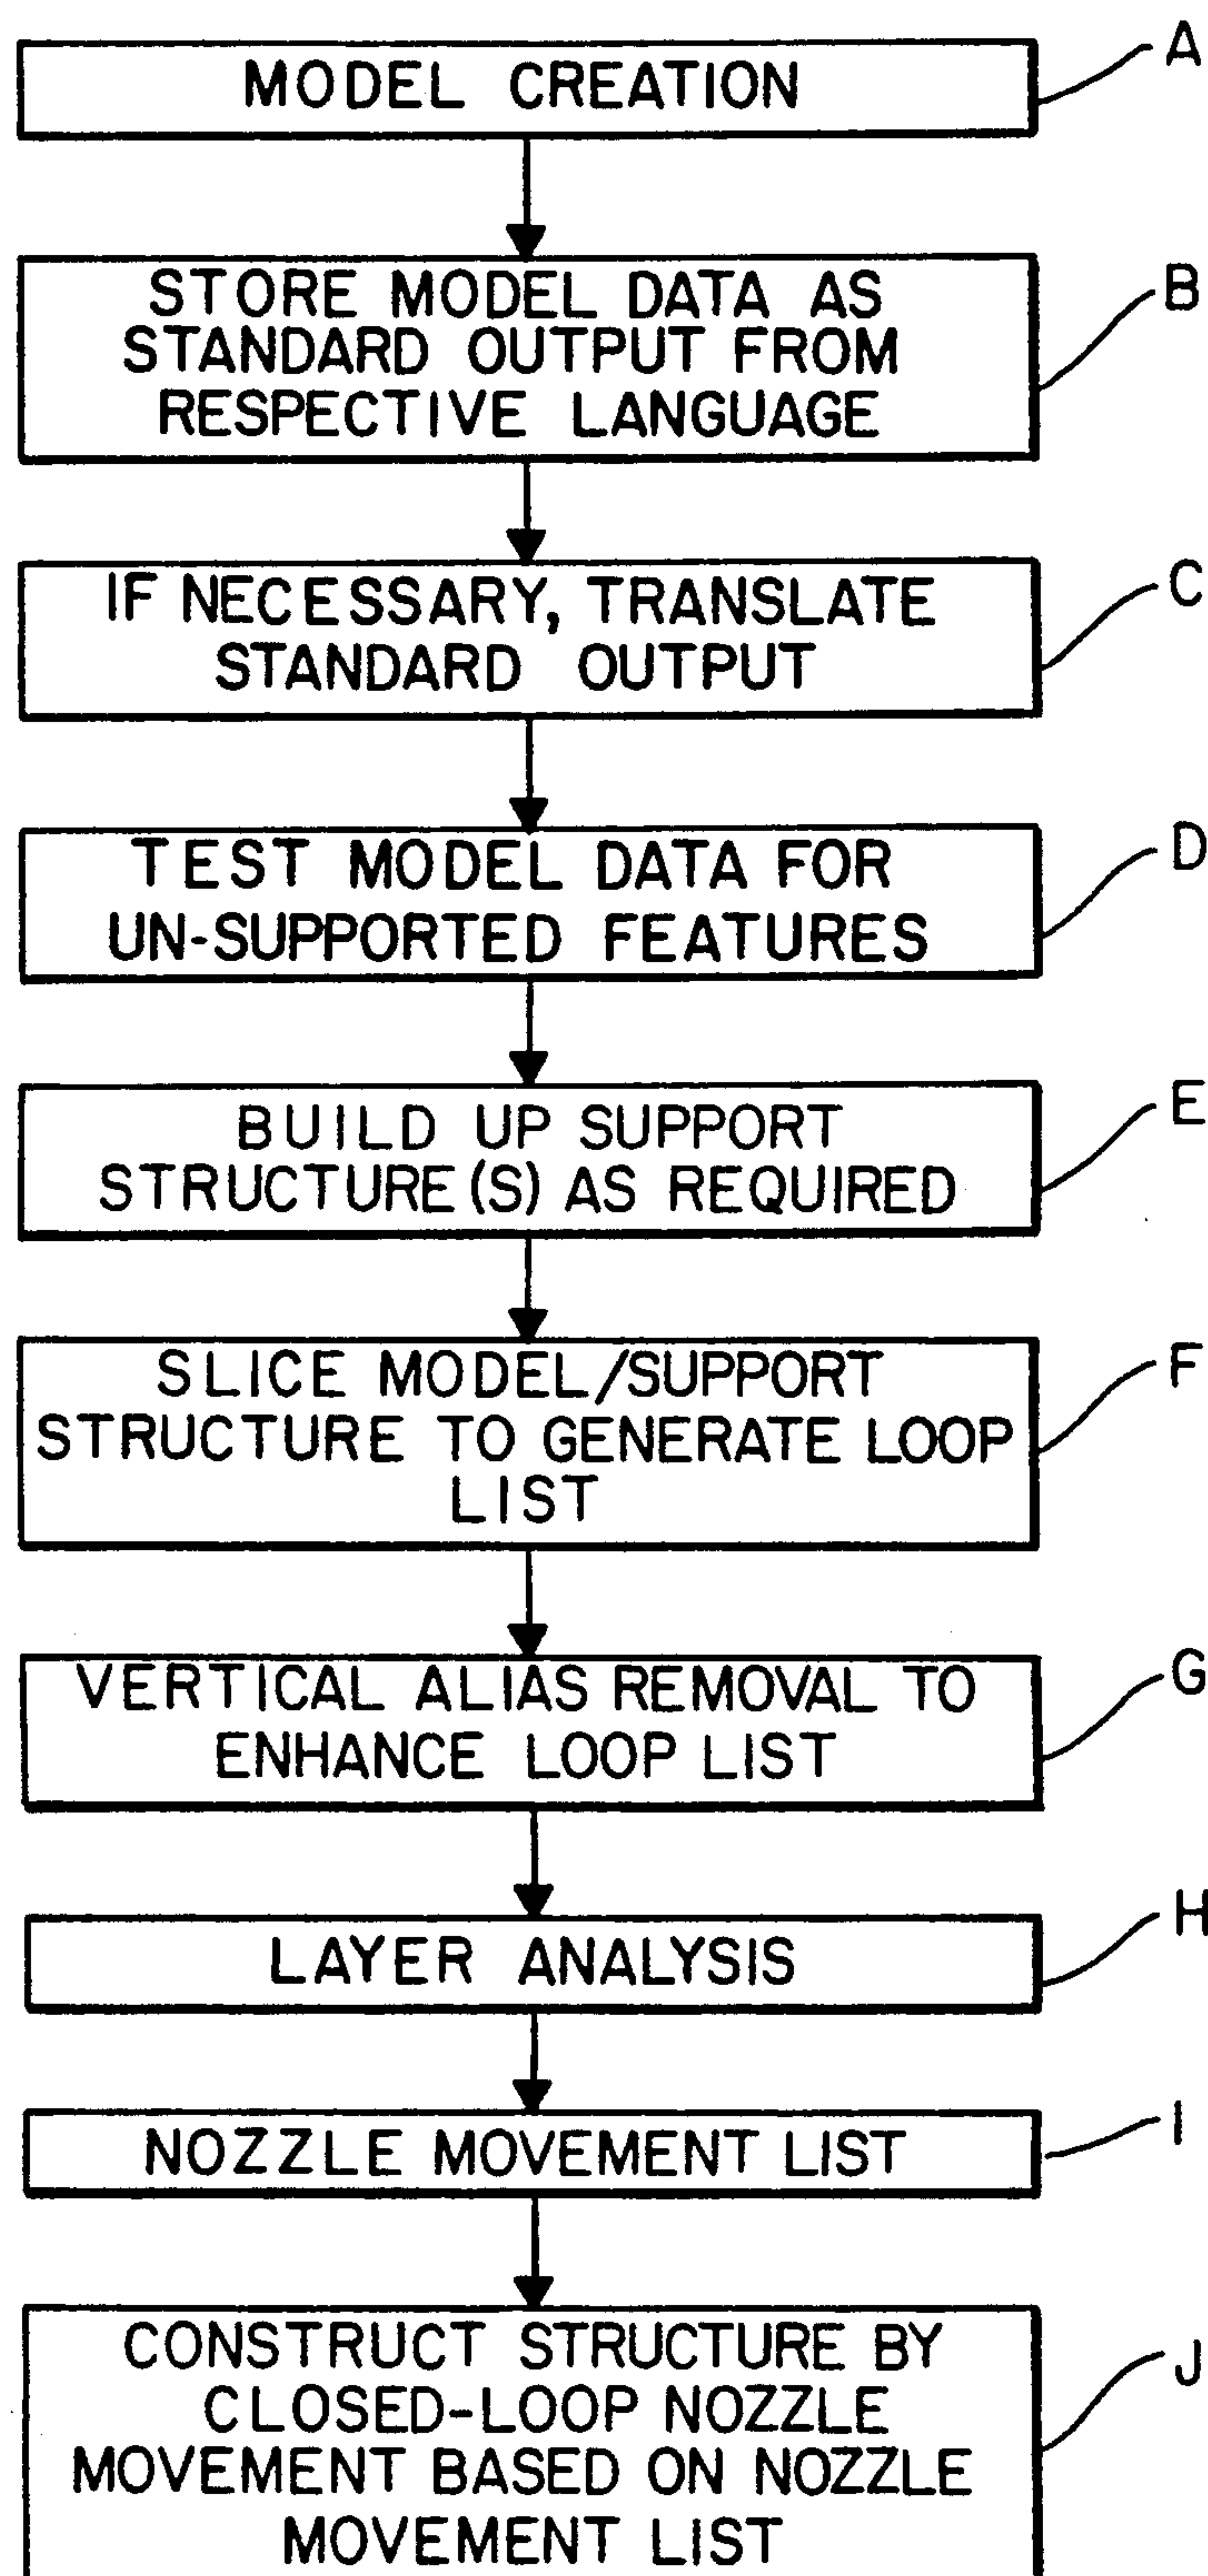 MODEL CREATION
A
STORE MODEL DATA AS
STANDARD OUTPUT FROM
RESPECTIVE LANGUAGE
B
IF NECESSARY, TRANSLATE
STANDARD OUTPUT
C
TEST MODEL DATA FOR
UN-SUPPORTED FEATURES
D
BUILD UP SUPPORT
STRUCTURE(S) AS REQUIRED
E
SLICE MODEL/SUPPORT
STRUCTURE TO GENERATE LOOP
LIST
F
VERTICAL ALIAS REMOVAL TO
ENHANCE LOOP LIST
G
LAYER ANALYSIS
H
NOZZLE MOVEMENT LIST
I
CONSTRUCT STRUCTURE BY
CLOSED-LOOP NOZZLE
MOVEMENT BASED ON NOZZLE
MOVEMENT LIST
J